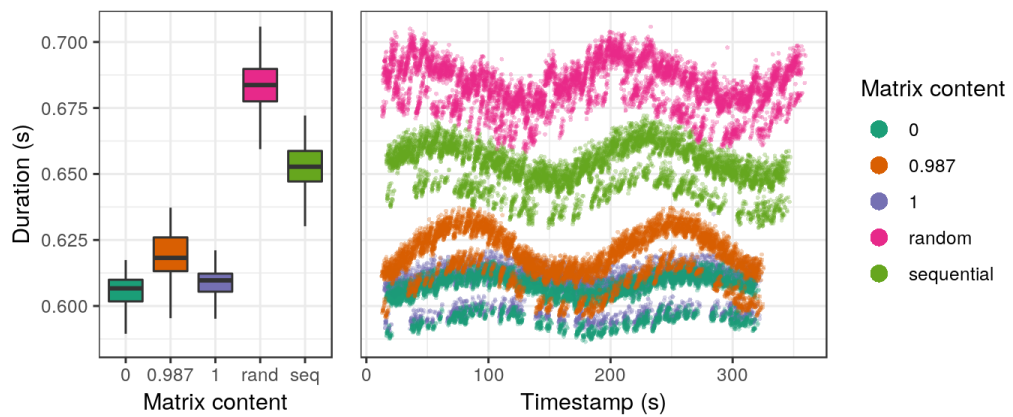 Duration (s)
0.700
0.675
0.650
0.625
0.600
0 0.987 1 rand seq
Matrix content
0 100 200 300
Timestamp (s)
Matrix content
0
0.987
1
random
sequential